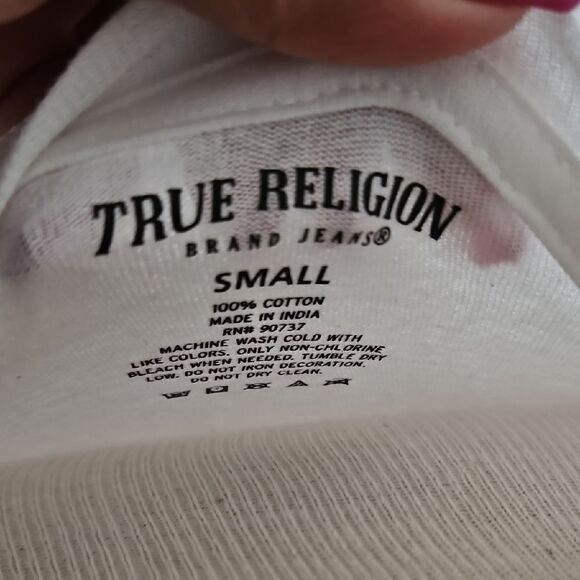 TRUE RELIGION
BRAND JEANS®
SMALL
100% COTTON
MADE IN INDIA
RN# 90737
MACHINE WASH COLD WITH
LIKE COLORS. ONLY NON-CHLORINE
BLEACH WHEN NEEDED. TUMBLE DRY
LOW. DO NOT IRON DECORATION.
DO NOT DRY CLEAN.